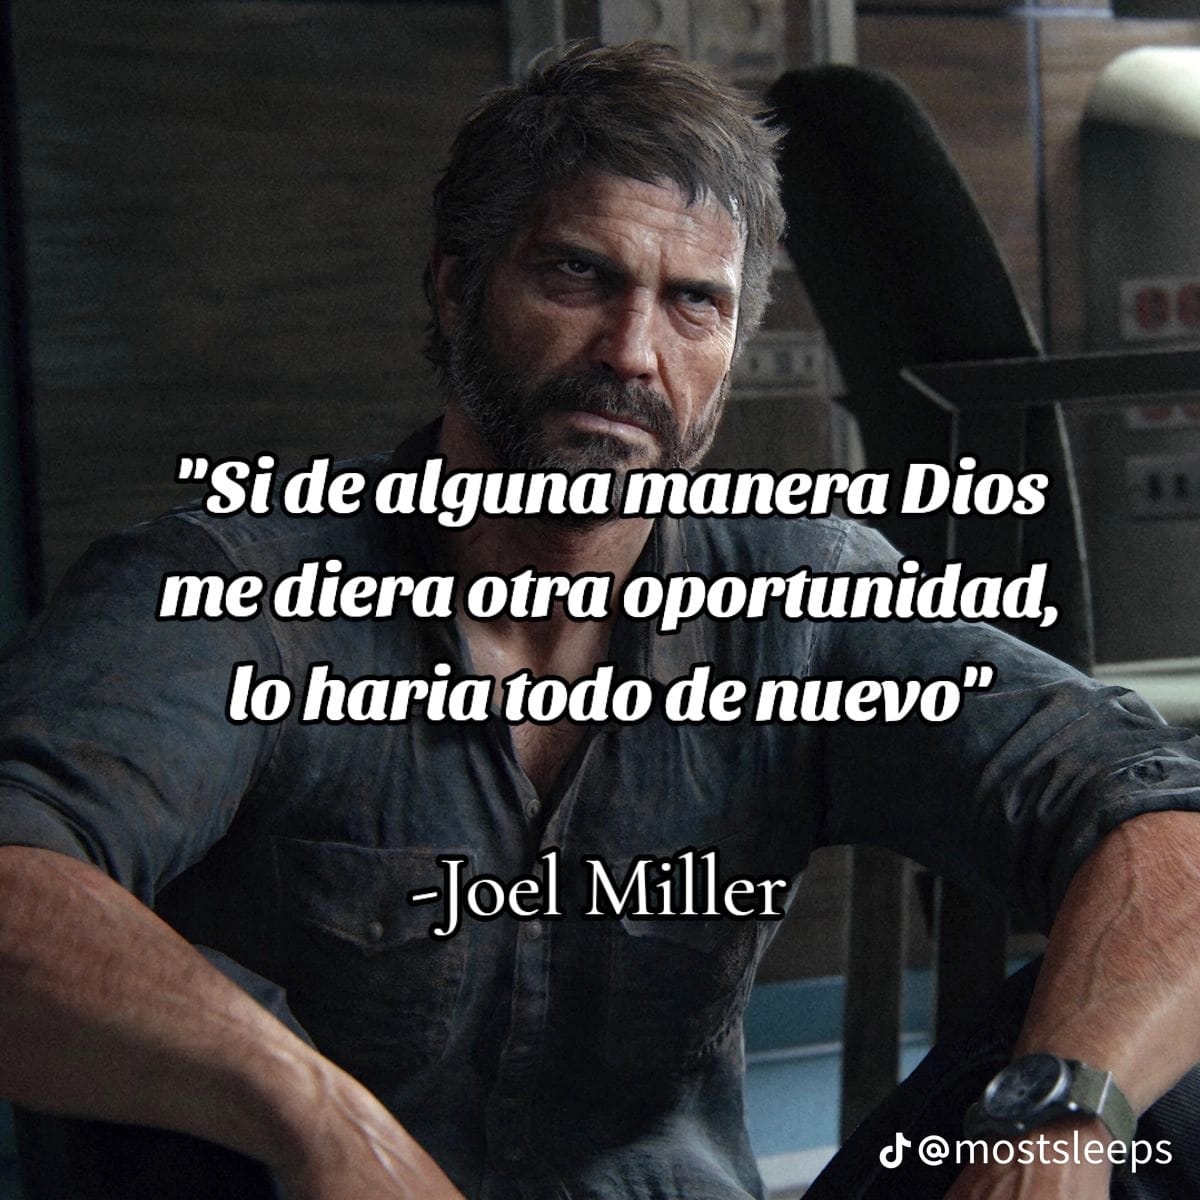 "Si de alguna manera Dios
me diera otra oportunidad,
lo haria todo de nuevo"
-Joel Miller
@mostsleeps